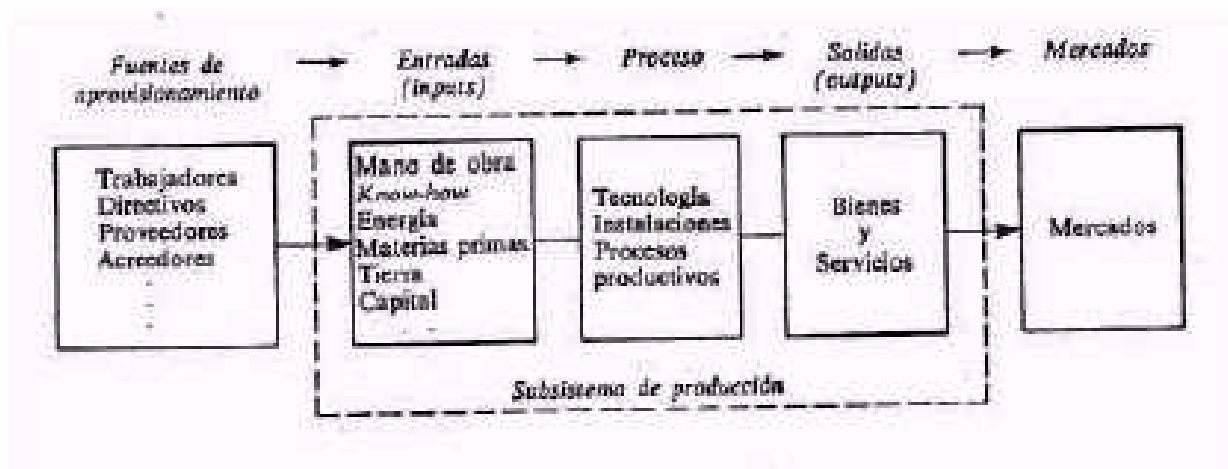 Fuentes de
aprovisionamiento
Entradas
(inputs)
Proceso
Salidas
(outputs)
Mercados
Trabajadores
Directivos
Proveedores
Acreedores
Mano de obra
Know-how
Energía
Materias primas
Tierra
Capital
Tecnología
Instalaciones
Procesos
productivos
Bienes
y
Servicios
Mercados
Subsistema de producción